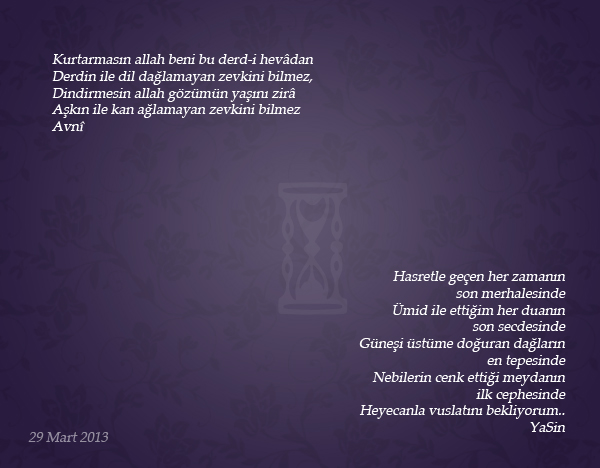 Kurtarmasın allah beni bu derd-i hevâdan
Derdin ile dil dağlamayan zevkini bilmez,
Dindirmesin allah gözümün yaşını zirâ
Aşkın ile kan ağlamayan zevkini bilmez
Avnî
Hasretle geçen her zamanın
son merhalesinde
Ümid ile ettiğim her duanın
son secdesinde
Güneşi üstüme doğuran dağların
en tepesinde
Nebilerin cenk ettiği meydanın
ilk cephesinde
Heyecanla vuslatını bekliyorum..
YaSin
29 Mart 2013